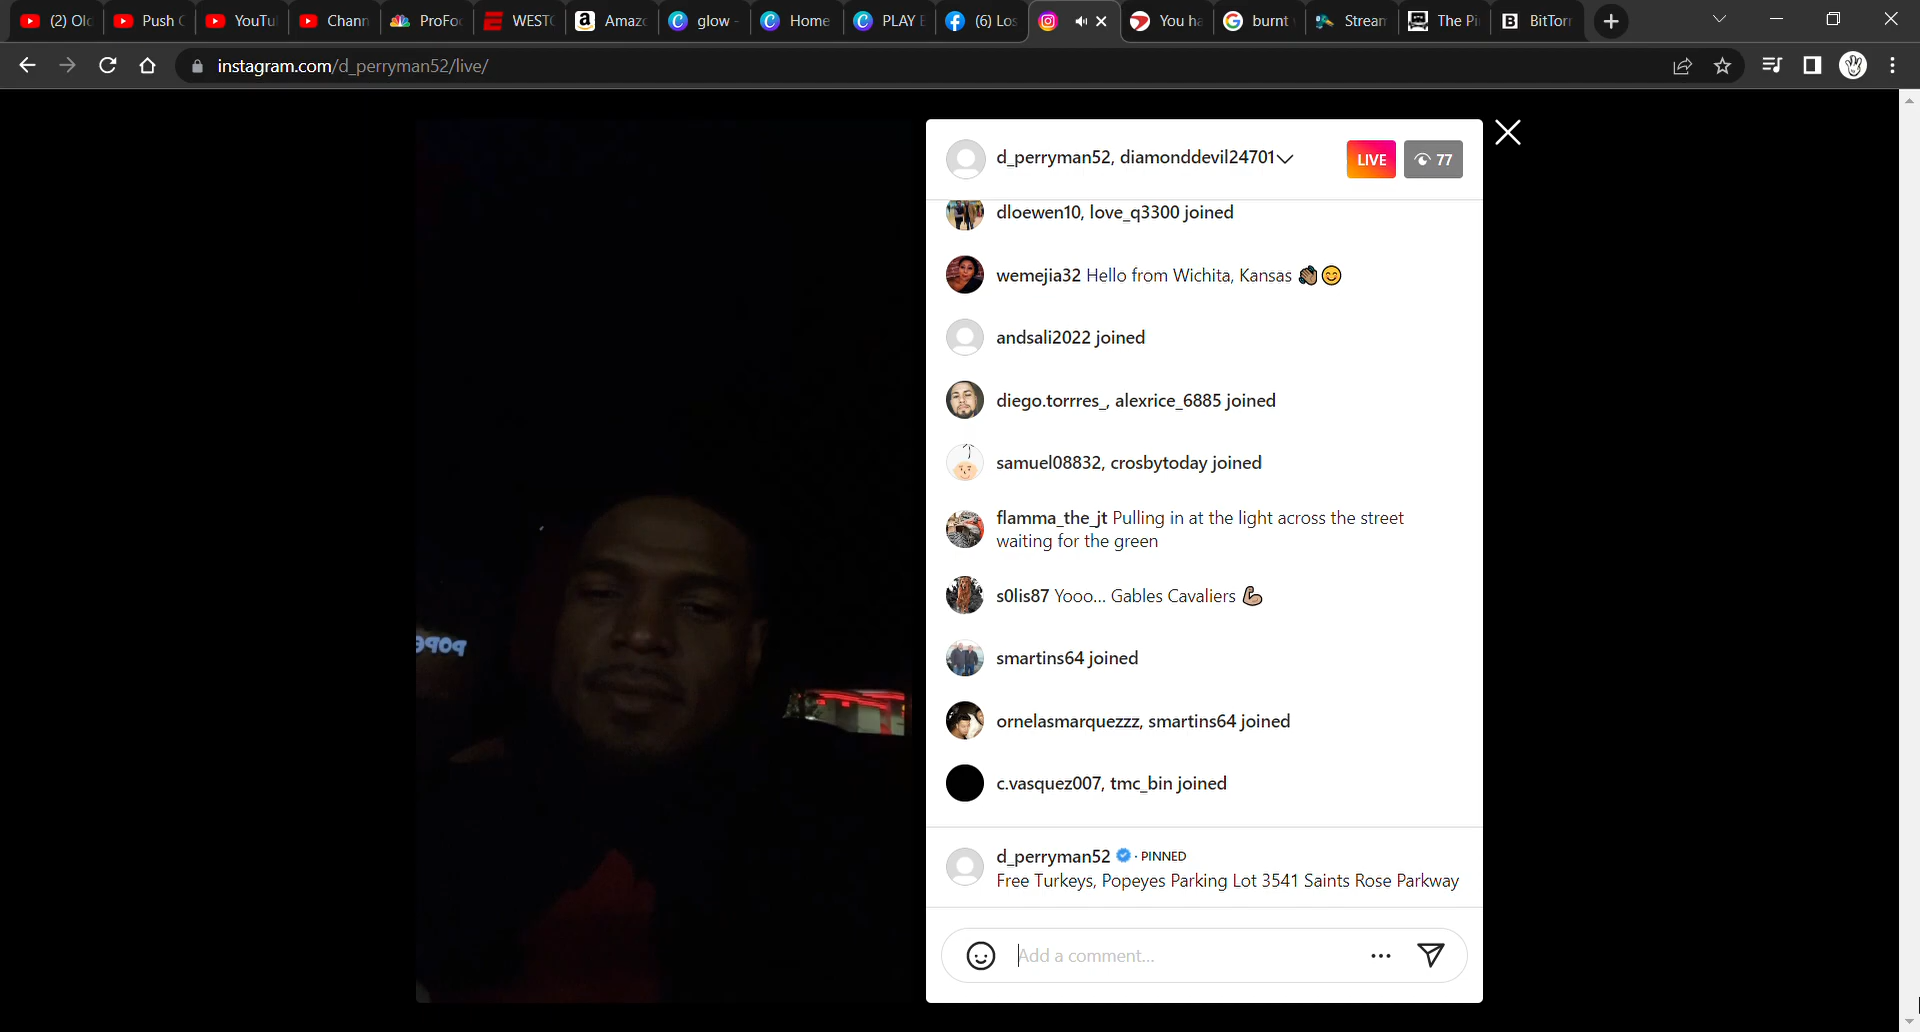 (2) Old
Push
YouTu
Chann
ProFo
WEST
Amaz
glow -
Home
PLAY
(6) Los
You ha
burnt
Stream
The Pi
BitTorr
instagram.com/d_perryman52/live/
d_perryman52, diamonddevil24701
LIVE
77
dloewen10, love_q3300 joined
wemejia32 Hello from Wichita, Kansas 👏🏽😊
andsali2022 joined
diego.torrres_, alexrice_6885 joined
samuel08832, crosbytoday joined
flamma_the_jt Pulling in at the light across the street
waiting for the green
s0lis87 Yooo... Gables Cavaliers 💪🏼
smartins64 joined
ornelasmarquezzz, smartins64 joined
c.vasquez007, tmc_bin joined
d_perryman52 · PINNED
Free Turkeys, Popeyes Parking Lot 3541 Saints Rose Parkway
Add a comment...
POPE